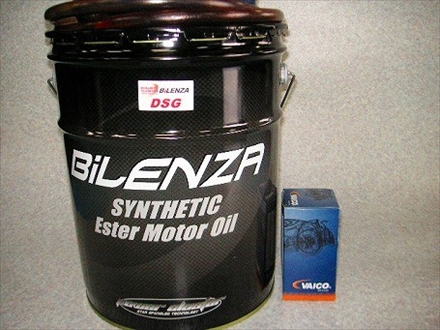 BiLENZA
DSG
BiLENZA
SYNTHETIC
Ester Motor Oil
VAICO